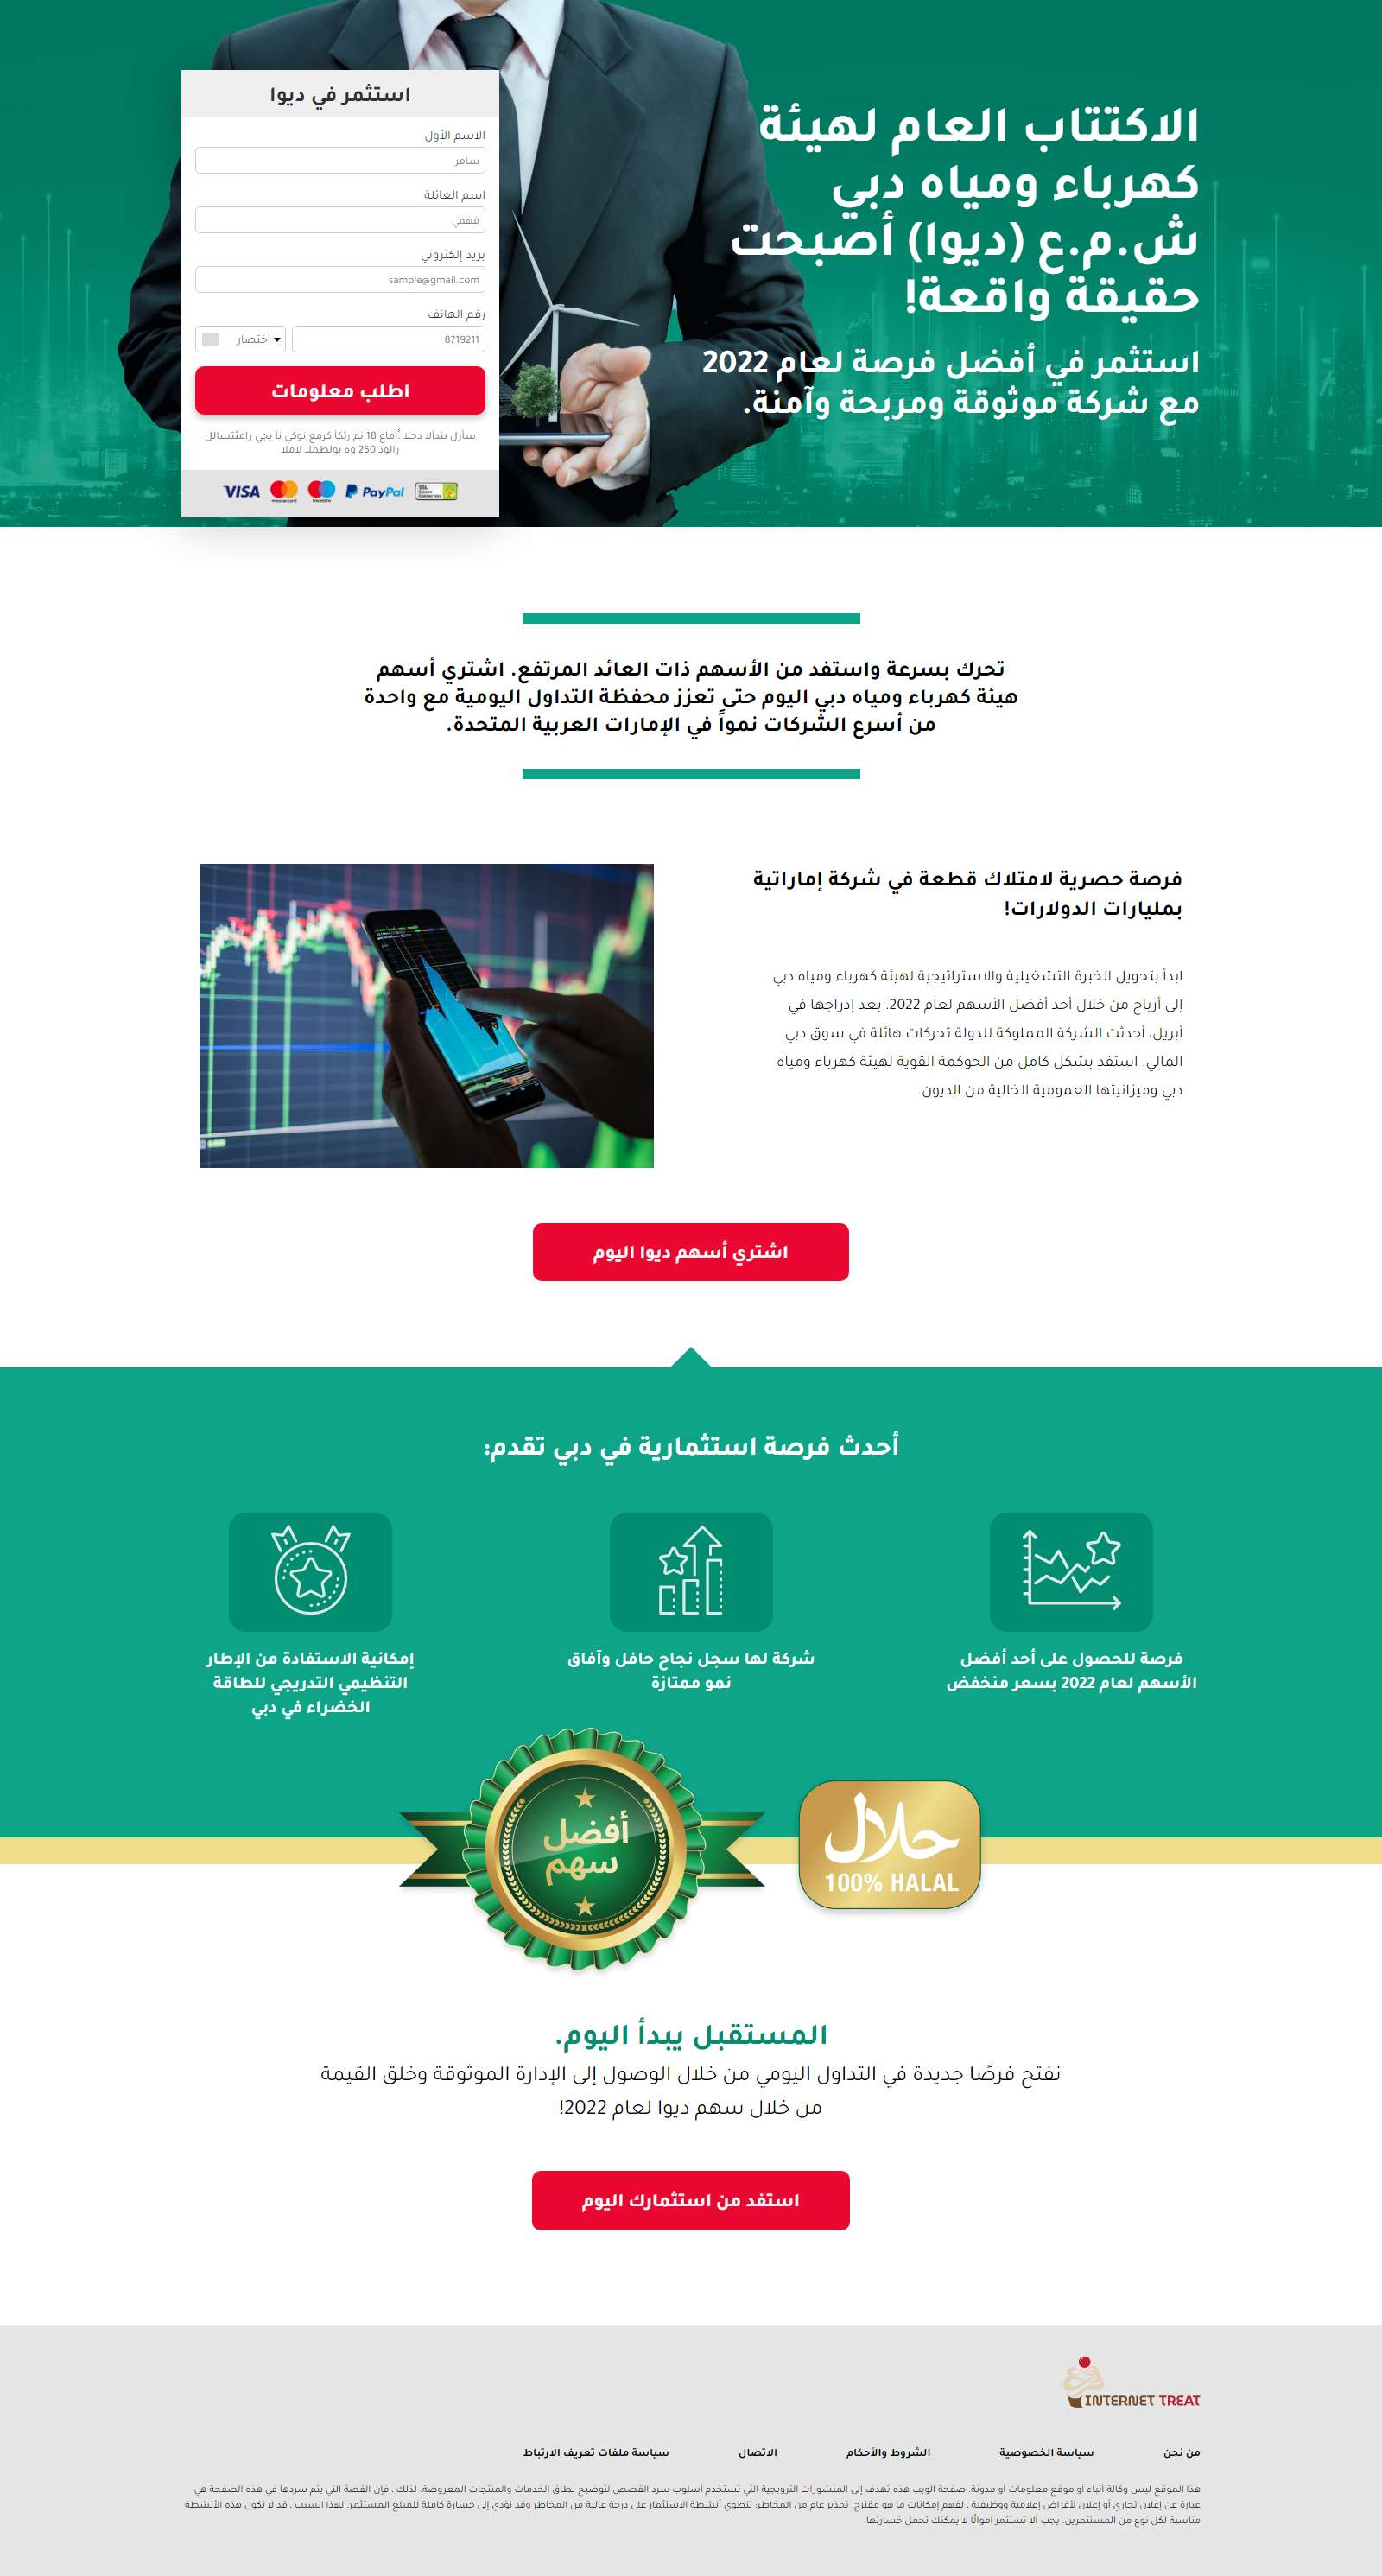 الاكتتاب العام لهيئة
كهرباء ومياه دبي
ش.م.ع (ديوا) أصبحت
حقيقة واقعة!
استثمر في أفضل فرصة لعام 2022
مع شركة موثوقة ومربحة وآمنة.
استثمر في ديوا
الاسم الأول
سامر
اسم العائلة
فهمي
بريد إلكتروني
sample@gmail.com
رقم الهاتف
8719211
اختصار
اطلب معلومات
VISA mastercard maestro PayPal SSL Secure Connection
تحرك بسرعة واستفد من الأسهم ذات العائد المرتفع. اشتري أسهم
هيئة كهرباء ومياه دبي اليوم حتى تعزز محفظة التداول اليومية مع واحدة
من أسرع الشركات نمواً في الإمارات العربية المتحدة.
فرصة حصرية لامتلاك قطعة في شركة إماراتية
بمليارات الدولارات!
ابدأ بتحويل الخبرة التشغيلية والاستراتيجية لهيئة كهرباء ومياه دبي
إلى أرباح من خلال أحد أفضل الأسهم لعام 2022. بعد إدراجها في
أبريل، أحدثت الشركة المملوكة للدولة تحركات هائلة في سوق دبي
المالي. استفد بشكل كامل من الحوكمة القوية لهيئة كهرباء ومياه
دبي وميزانيتها العمومية الخالية من الديون.
اشتري أسهم ديوا اليوم
أحدث فرصة استثمارية في دبي تقدم:
فرصة للحصول على أحد أفضل
الأسهم لعام 2022 بسعر منخفض
شركة لها سجل نجاح حافل وآفاق
نمو ممتازة
إمكانية الاستفادة من الإطار
التنظيمي التدريجي للطاقة
الخضراء في دبي
حلال
100% HALAL
أفضل
سهم
المستقبل يبدأ اليوم.
نفتح فرصًا جديدة في التداول اليومي من خلال الوصول إلى الإدارة الموثوقة وخلق القيمة
من خلال سهم ديوا لعام 2022!
استفد من استثمارك اليوم
INTERNET TREAT
من نحن
سياسة الخصوصية
الشروط والأحكام
الاتصال
سياسة ملفات تعريف الارتباط
هذا الموقع ليس وكالة أنباء أو موقع معلومات أو مدونة. صفحة الويب هذه تهدف إلى المنشورات الترويجية التي تستخدم أسلوب سرد القصص لتوضيح نطاق الخدمات والمنتجات المعروضة. لذلك ، فإن القصة التي يتم سردها في هذه الصفحة هي
عبارة عن إعلان تجاري أو إعلان لأغراض إعلامية ووظيفية ، لفهم إمكانات ما هو مقترح. تحذير عام من المخاطر: تنطوي أنشطة الاستثمار على درجة عالية من المخاطر وقد تؤدي إلى خسارة كاملة للمبلغ المستثمر. لهذا السبب ، قد لا تكون هذه الأنشطة
مناسبة لكل نوع من المستثمرين. يجب ألا تستثمر أموالًا لا يمكنك تحمل خسارتها.